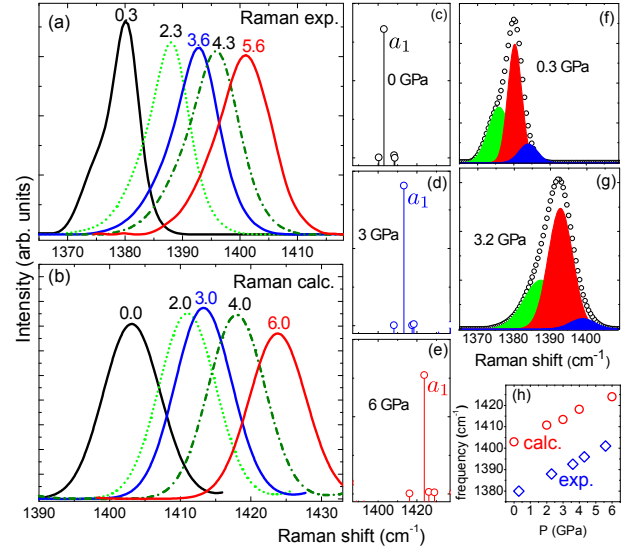 (a) 0.3 Raman exp.
2.3 3.6 4.3 5.6
1370 1380 1390 1400 1410
Intensity (arb. units)
(b) Raman calc.
0.0 2.0 3.0 4.0 6.0
1390 1400 1410 1420 1430
Raman shift (cm-1)
(c)
a1
0 GPa
(d)
a1
3 GPa
(e)
a1
6 GPa
1400 1420
(f)
0.3 GPa
(g)
3.2 GPa
1370 1380 1390 1400
Raman shift (cm-1)
(h)
frequency (cm-1)
1420
1410
1400
1390
1380
calc.
exp.
0 1 2 3 4 5 6
P (GPa)